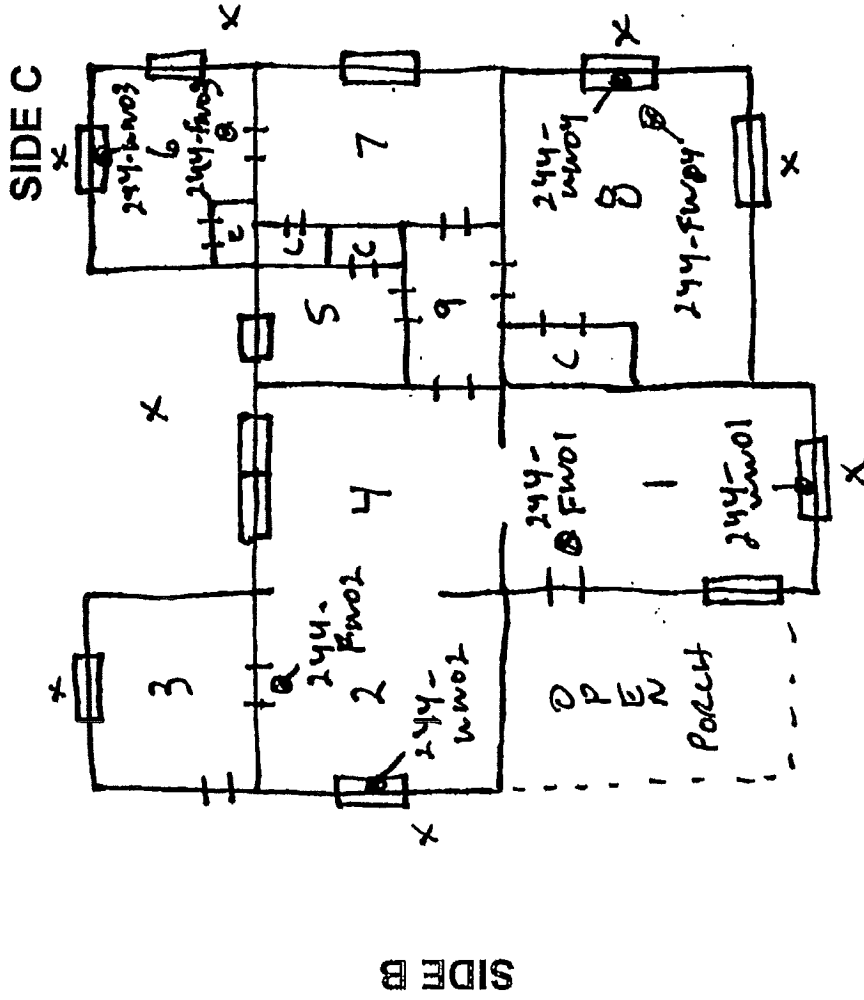 SIDE C
SIDE B
X
X
X
X
X
X
X
X
3
6
244-WW03
244-FW03
C
C
C
5
7
4
2
9
244-
FW02
244-
WW02
244-
FW01
1
244-
WW01
C
244-
WW04
8
244-FW04
OPEN
PORCH